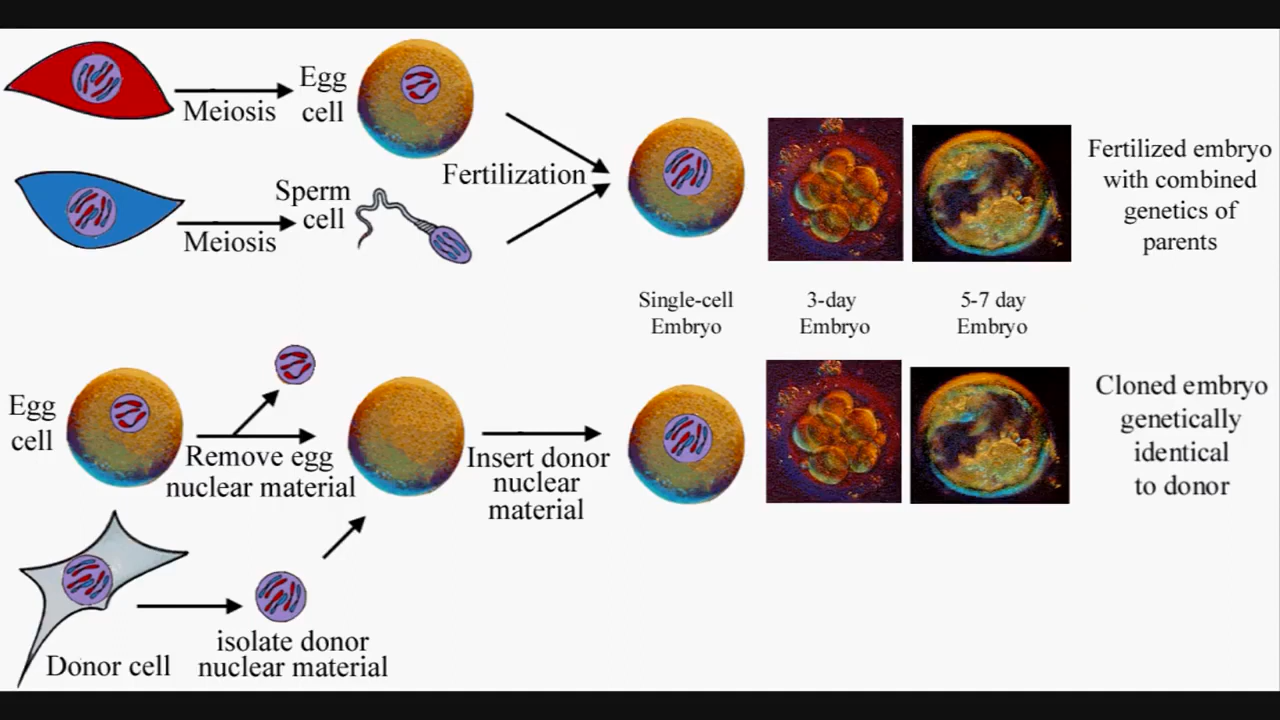 Egg
cell
Meiosis
Sperm
cell
Meiosis
Fertilization
Fertilized embryo
with combined
genetics of
parents
Single-cell
Embryo
3-day
Embryo
5-7 day
Embryo
Egg
cell
Remove egg
nuclear material
Insert donor
nuclear
material
Cloned embryo
genetically
identical
to donor
Donor cell
isolate donor
nuclear material